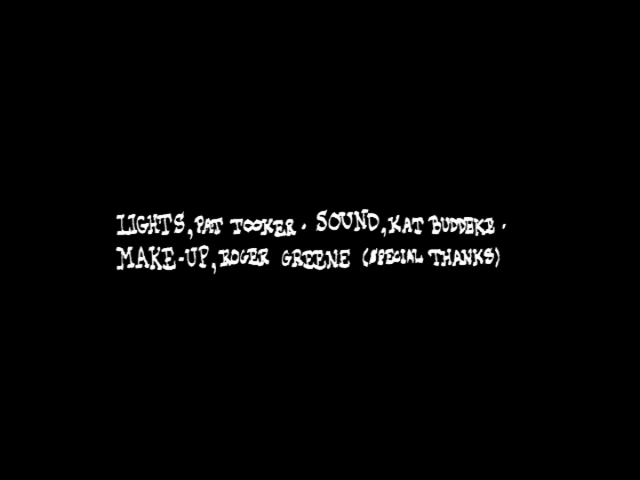 LIGHTS, PAT TOOKER · SOUND, KAT BUDDEKE ·
MAKE-UP, ROGER GREENE (SPECIAL THANKS)